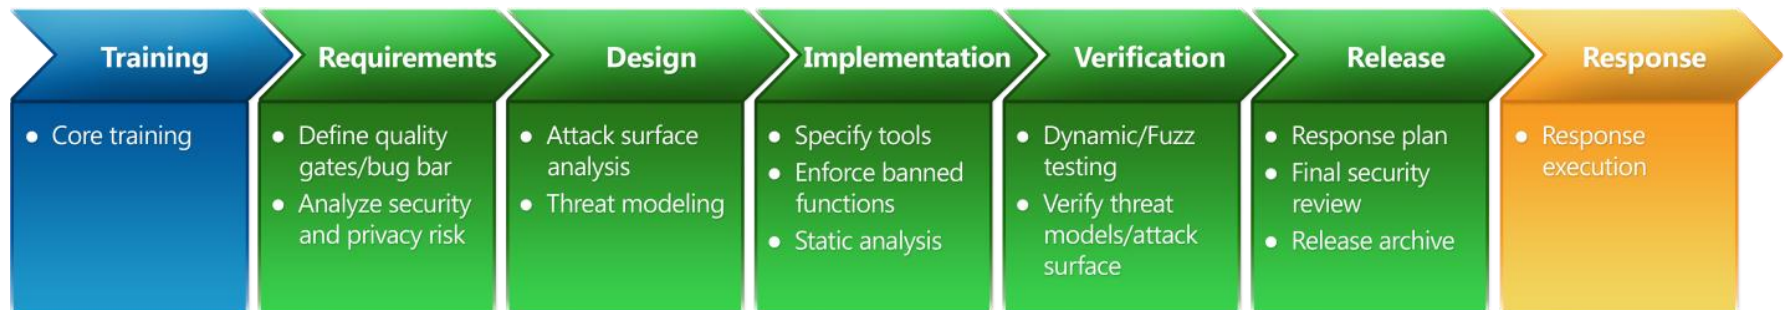 Training
● Core training
Requirements
● Define quality
gates/bug bar
● Analyze security
and privacy risk
Design
● Attack surface
analysis
● Threat modeling
Implementation
● Specify tools
● Enforce banned
functions
● Static analysis
Verification
● Dynamic/Fuzz
testing
● Verify threat
models/attack
surface
Release
● Response plan
● Final security
review
● Release archive
Response
● Response
execution